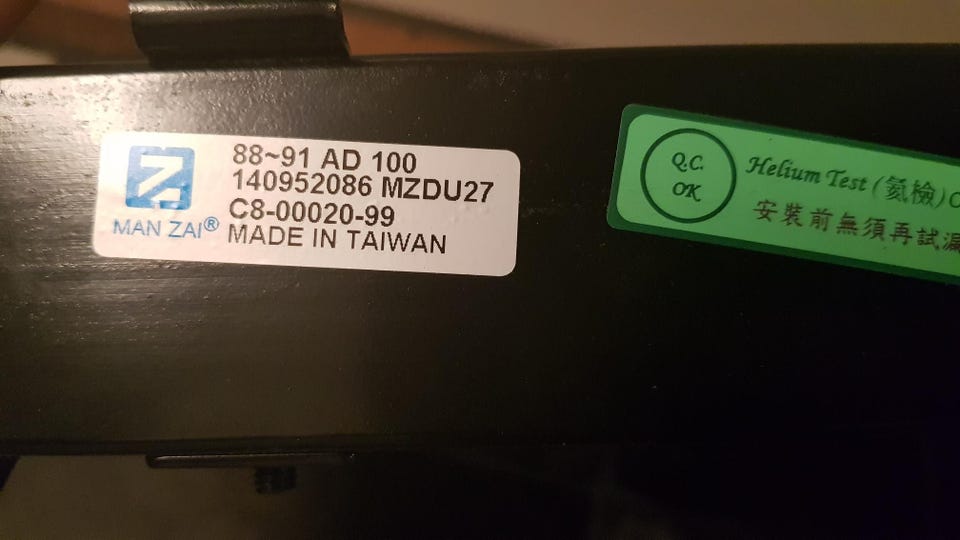 88~91 AD 100
140952086 MZDU27
C8-00020-99
MADE IN TAIWAN
MAN ZAI®
Q.C.
OK
Helium Test (氦檢)
安裝前無須再試漏